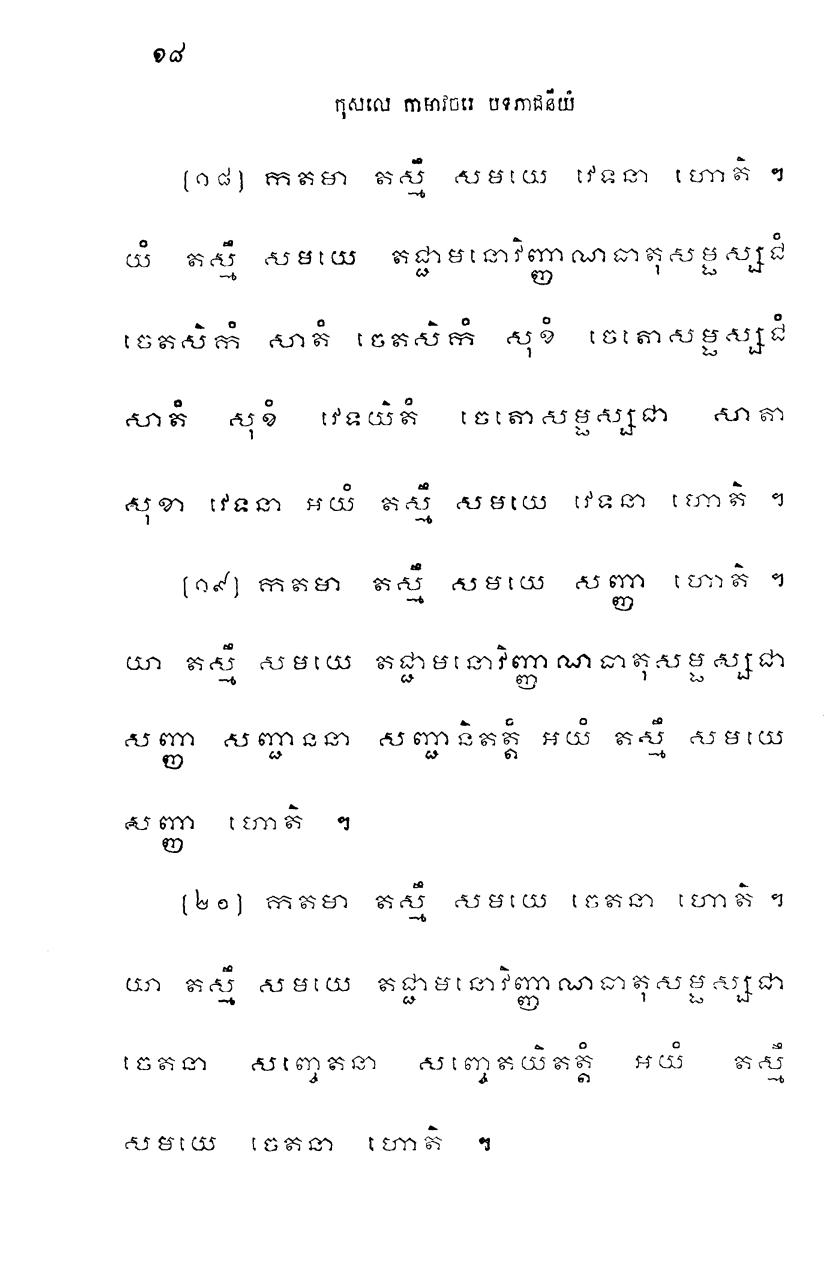 ១៨
កុសលេ កាមាវចរេ បទភាជនីយំ
[១៨] កតមា តស្មឹ សមយេ វេទនា ហោតិ ៗ
យំ តស្មឹ សមយេ តជ្ជាមនោវិញ្ញាណធាតុសម្ផស្សជំ
ចេតសិកំ សាតំ ចេតសិកំ សុខំ ចេតោសម្ផស្សជំ
សាតំ សុខំ វេទយិតំ ចេតោសម្ផស្សជា សាតា
សុខា វេទនា អយំ តស្មឹ សមយេ វេទនា ហោតិ ៗ
[១៩] កតមា តស្មឹ សមយេ សញ្ញា ហោតិ ៗ
យា តស្មឹ សមយេ តជ្ជាមនោវិញ្ញាណធាតុសម្ផស្សជា
សញ្ញា សញ្ជាននា សញ្ជានិតត្តំ អយំ តស្មឹ សមយេ
សញ្ញា ហោតិ ៗ
[២០] កតមា តស្មឹ សមយេ ចេតនា ហោតិ ៗ
យា តស្មឹ សមយេ តជ្ជាមនោវិញ្ញាណធាតុសម្ផស្សជា
ចេតនា សញ្ចេតនា សញ្ចេតយិតត្តំ អយំ តស្មឹ
សមយេ ចេតនា ហោតិ ៗ